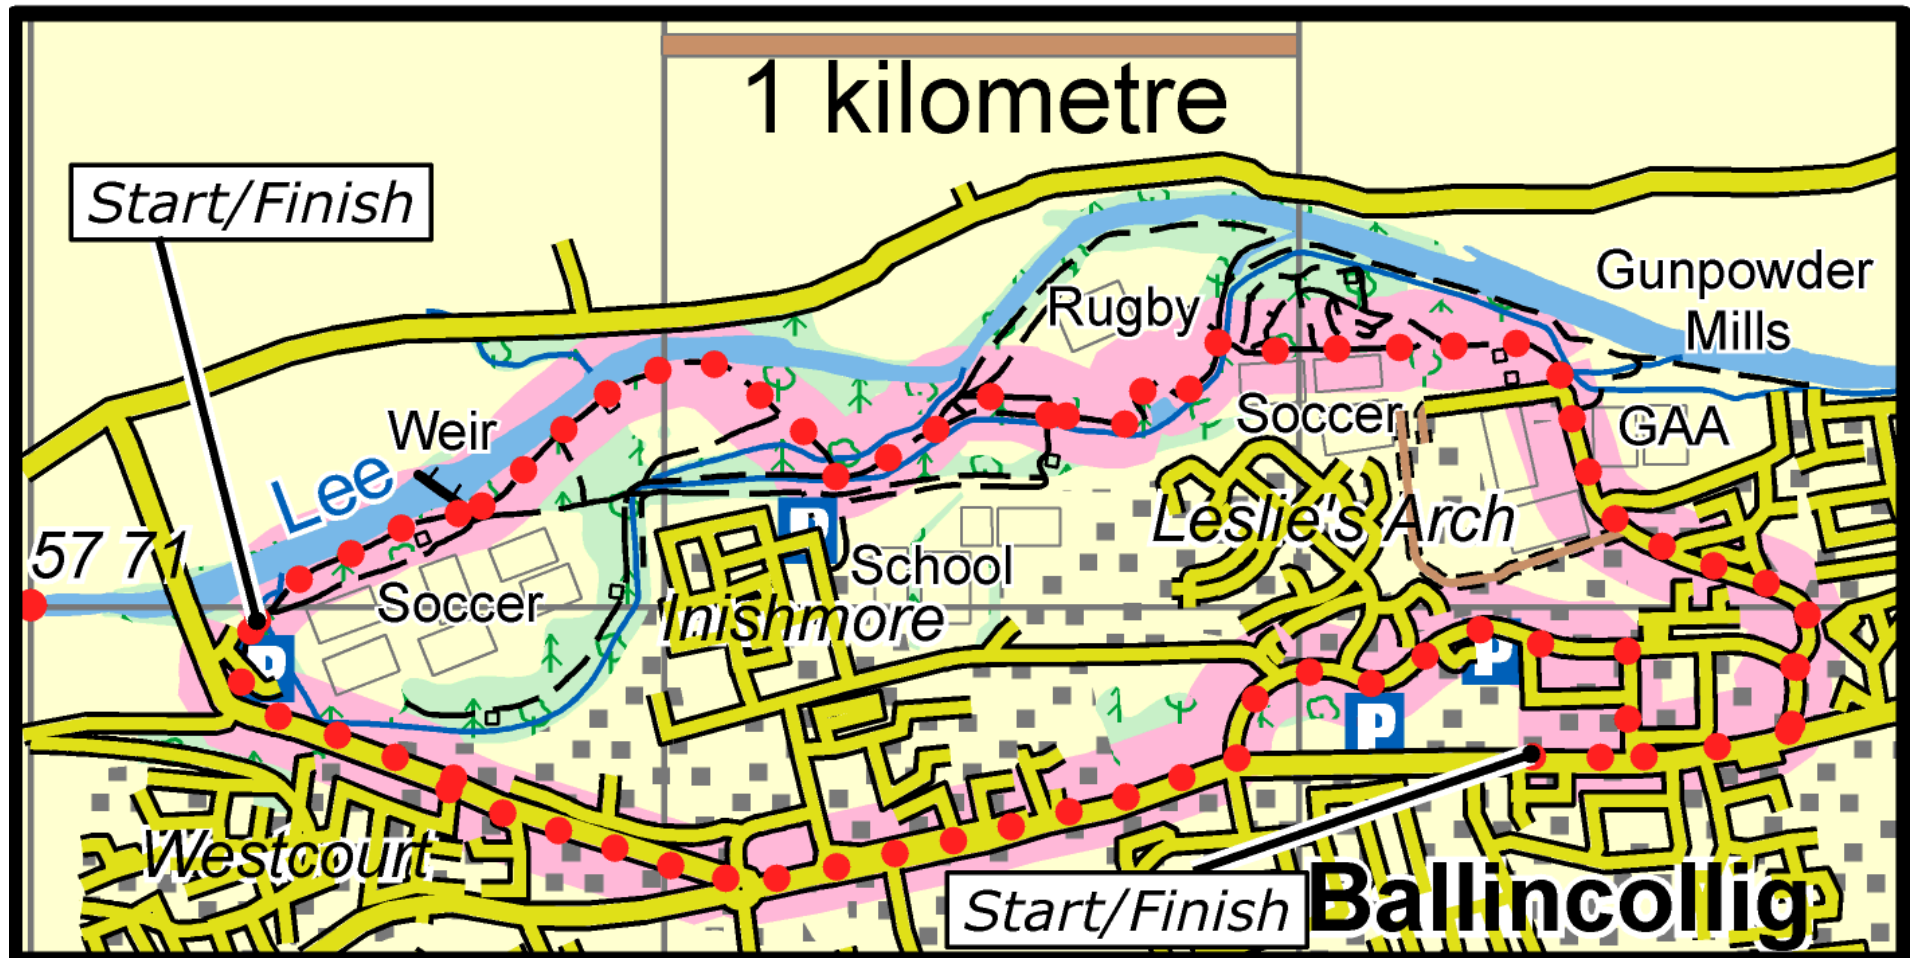 1 kilometre
Start/Finish
Gunpowder
Mills
Rugby
Weir
Soccer
GAA
Lee
Leslie's Arch
57 71
P
School
Soccer
Inishmore
P
P
P
Westcourt
Start/Finish
Ballincollig